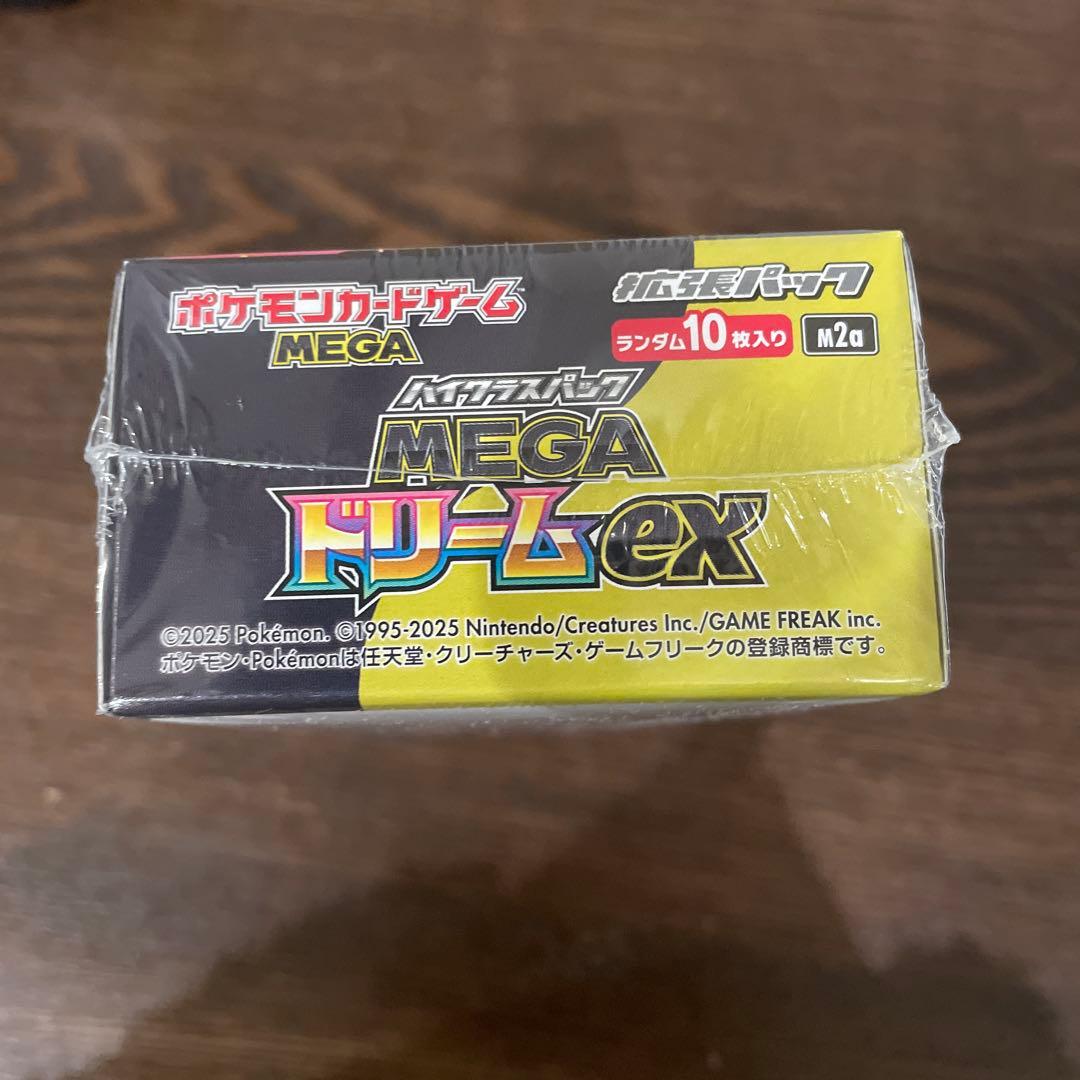 ポケモンカードゲーム
MEGA
拡張パック
ランダム10枚入り M2a
ハイクラスパック
MEGA
ドリームex
©2025 Pokémon. ©1995-2025 Nintendo/Creatures Inc./GAME FREAK inc.
ポケモン・Pokémonは任天堂・クリーチャーズ・ゲームフリークの登録商標です。